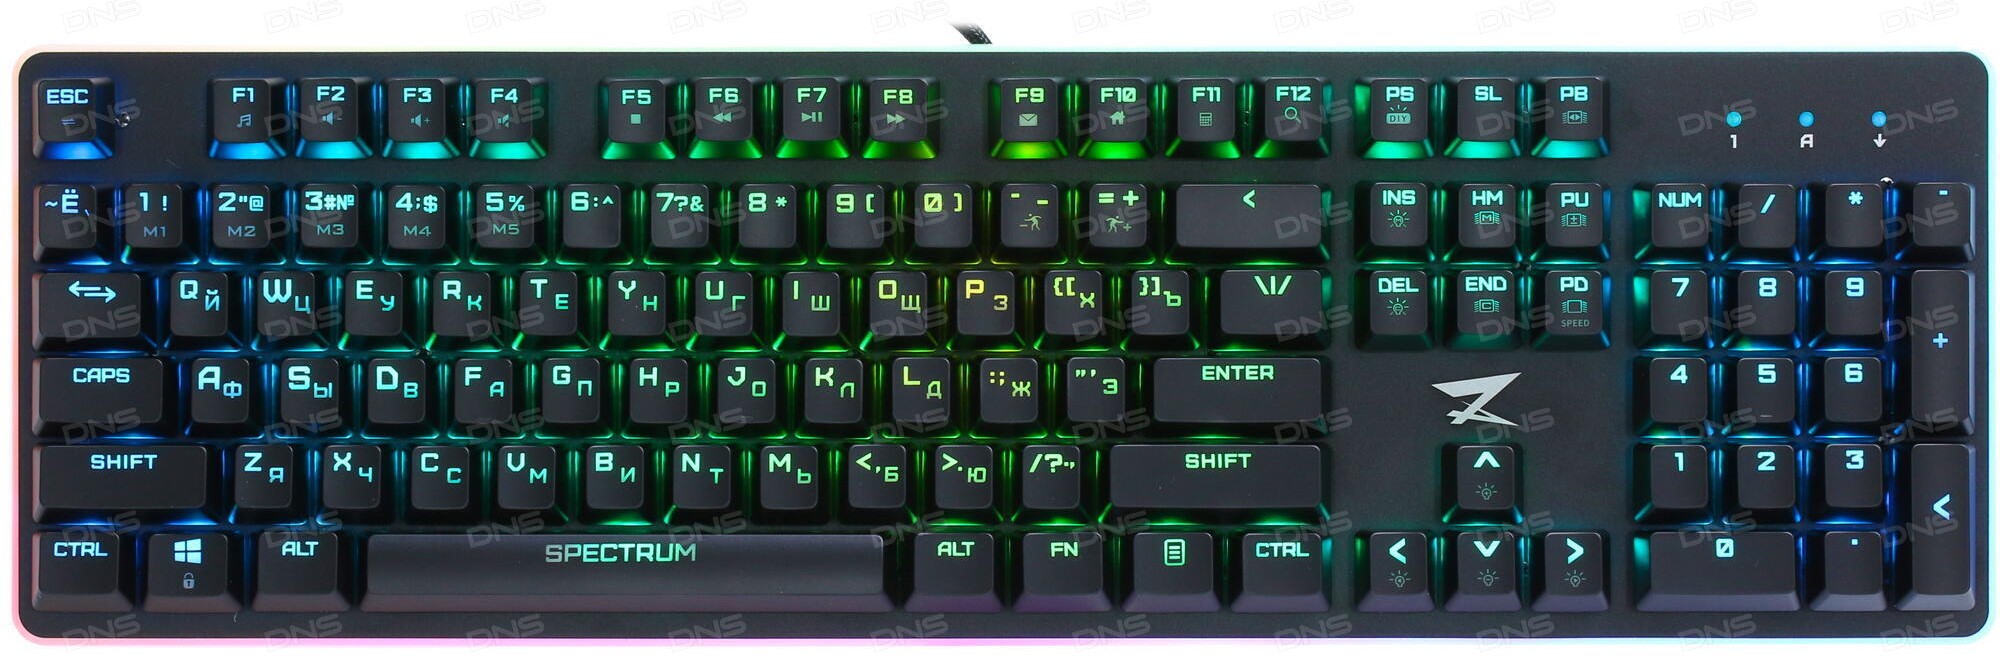 ESC F1 F2 F3 F4 F5 F6 F7 F8 F9 F10 F11 F12 PS SL PB
DIY
1 A
~Ё 1! 2"@ 3#№ 4;$ 5% 6:^ 7?& 8* 9( 0) -_ =+ < INS HM PU NUM / * -
M1 M2 M3 M4 M5 M
Q Й W Ц E У R К T Е Y Н U Г I Ш O Щ P З {[ Х }] Ъ \|/ DEL END PD 7 8 9 +
C SPEED
CAPS A Ф S Ы D В F А G П H Р J О K Л L Д :; Ж "' Э ENTER 4 5 6
SHIFT Z Я X Ч C С V М B И N Т M Ь <, Б >. Ю /?., SHIFT ^ 1 2 3 <
CTRL ALT SPECTRUM ALT FN CTRL < v > 0 .
DNS